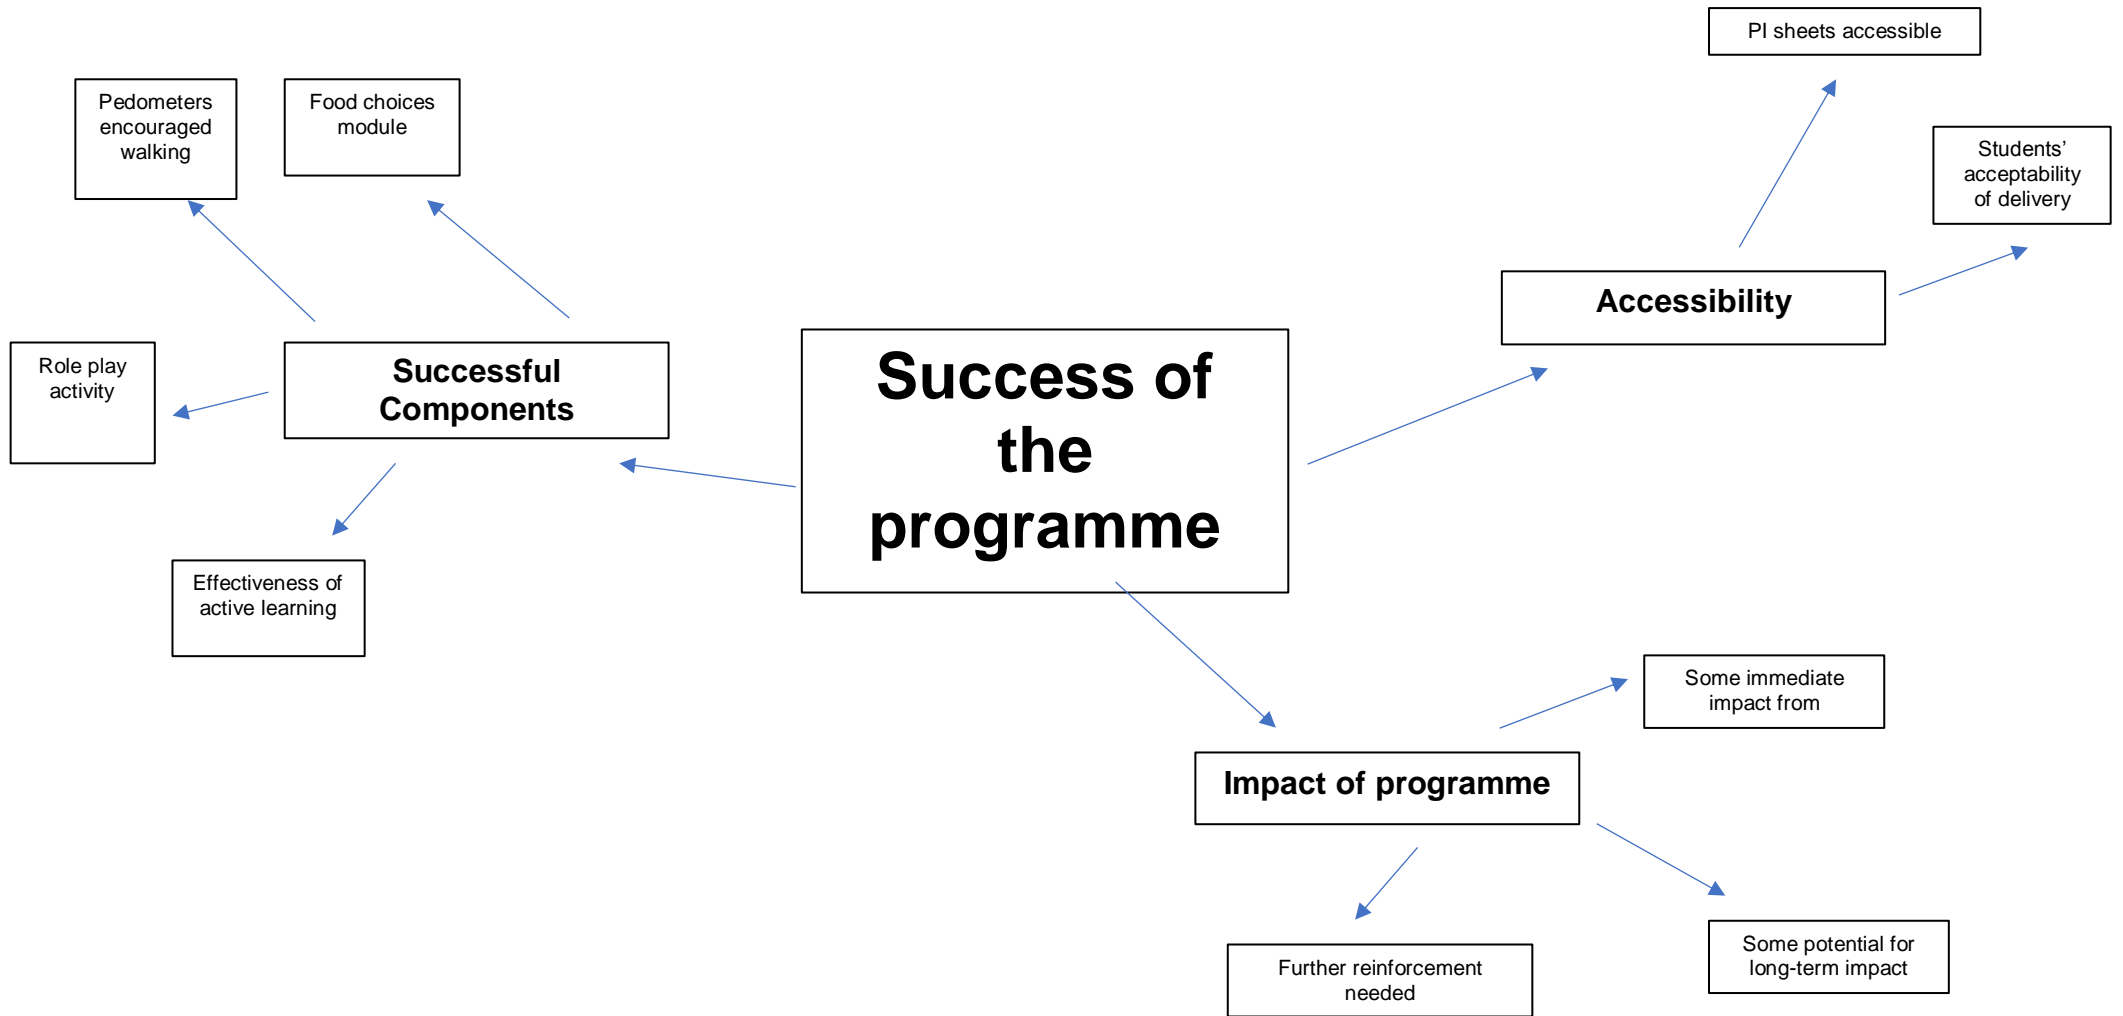 PI sheets accessible
Pedometers
encouraged
walking
Food choices
module
Students’
acceptability
of delivery
Accessibility
Role play
activity
Successful
Components
Success of
the
programme
Effectiveness of
active learning
Some immediate
impact from
Impact of programme
Further reinforcement
needed
Some potential for
long-term impact